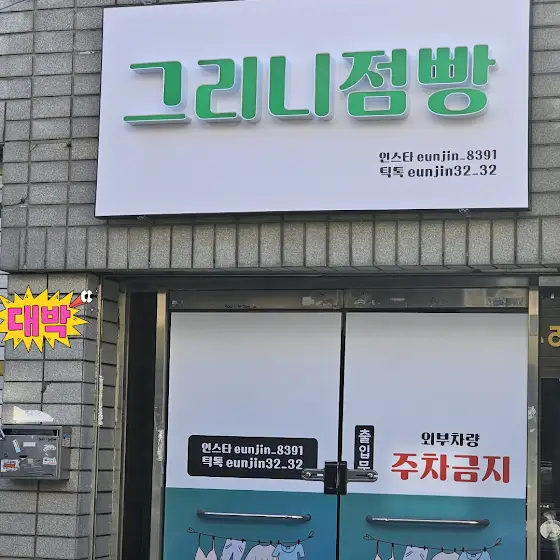 그리니점빵
인스타 eunjin_8391
틱톡 eunjin32_32
대박
인스타 eunjin_8391
틱톡 eunjin32_32
출입문
외부차량
주차금지